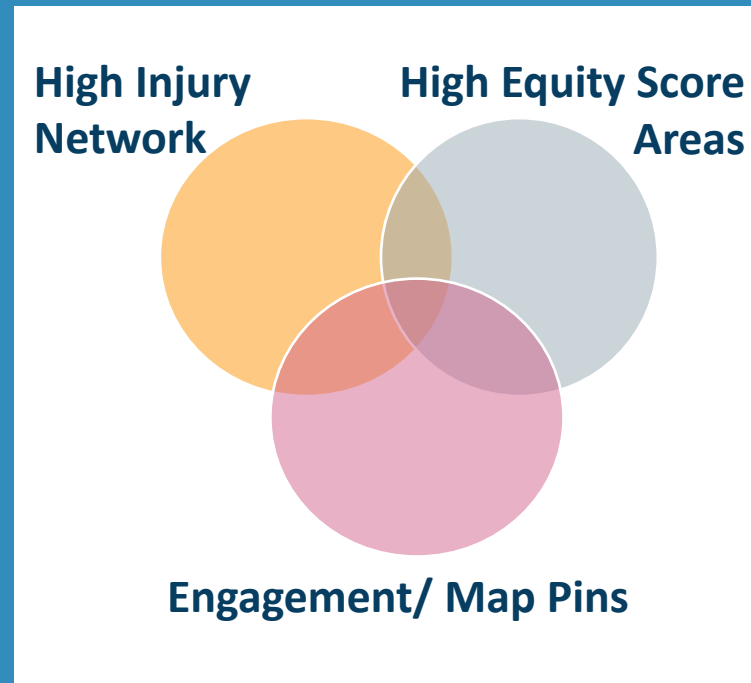 High Injury
Network
High Equity Score
Areas
Engagement/ Map Pins